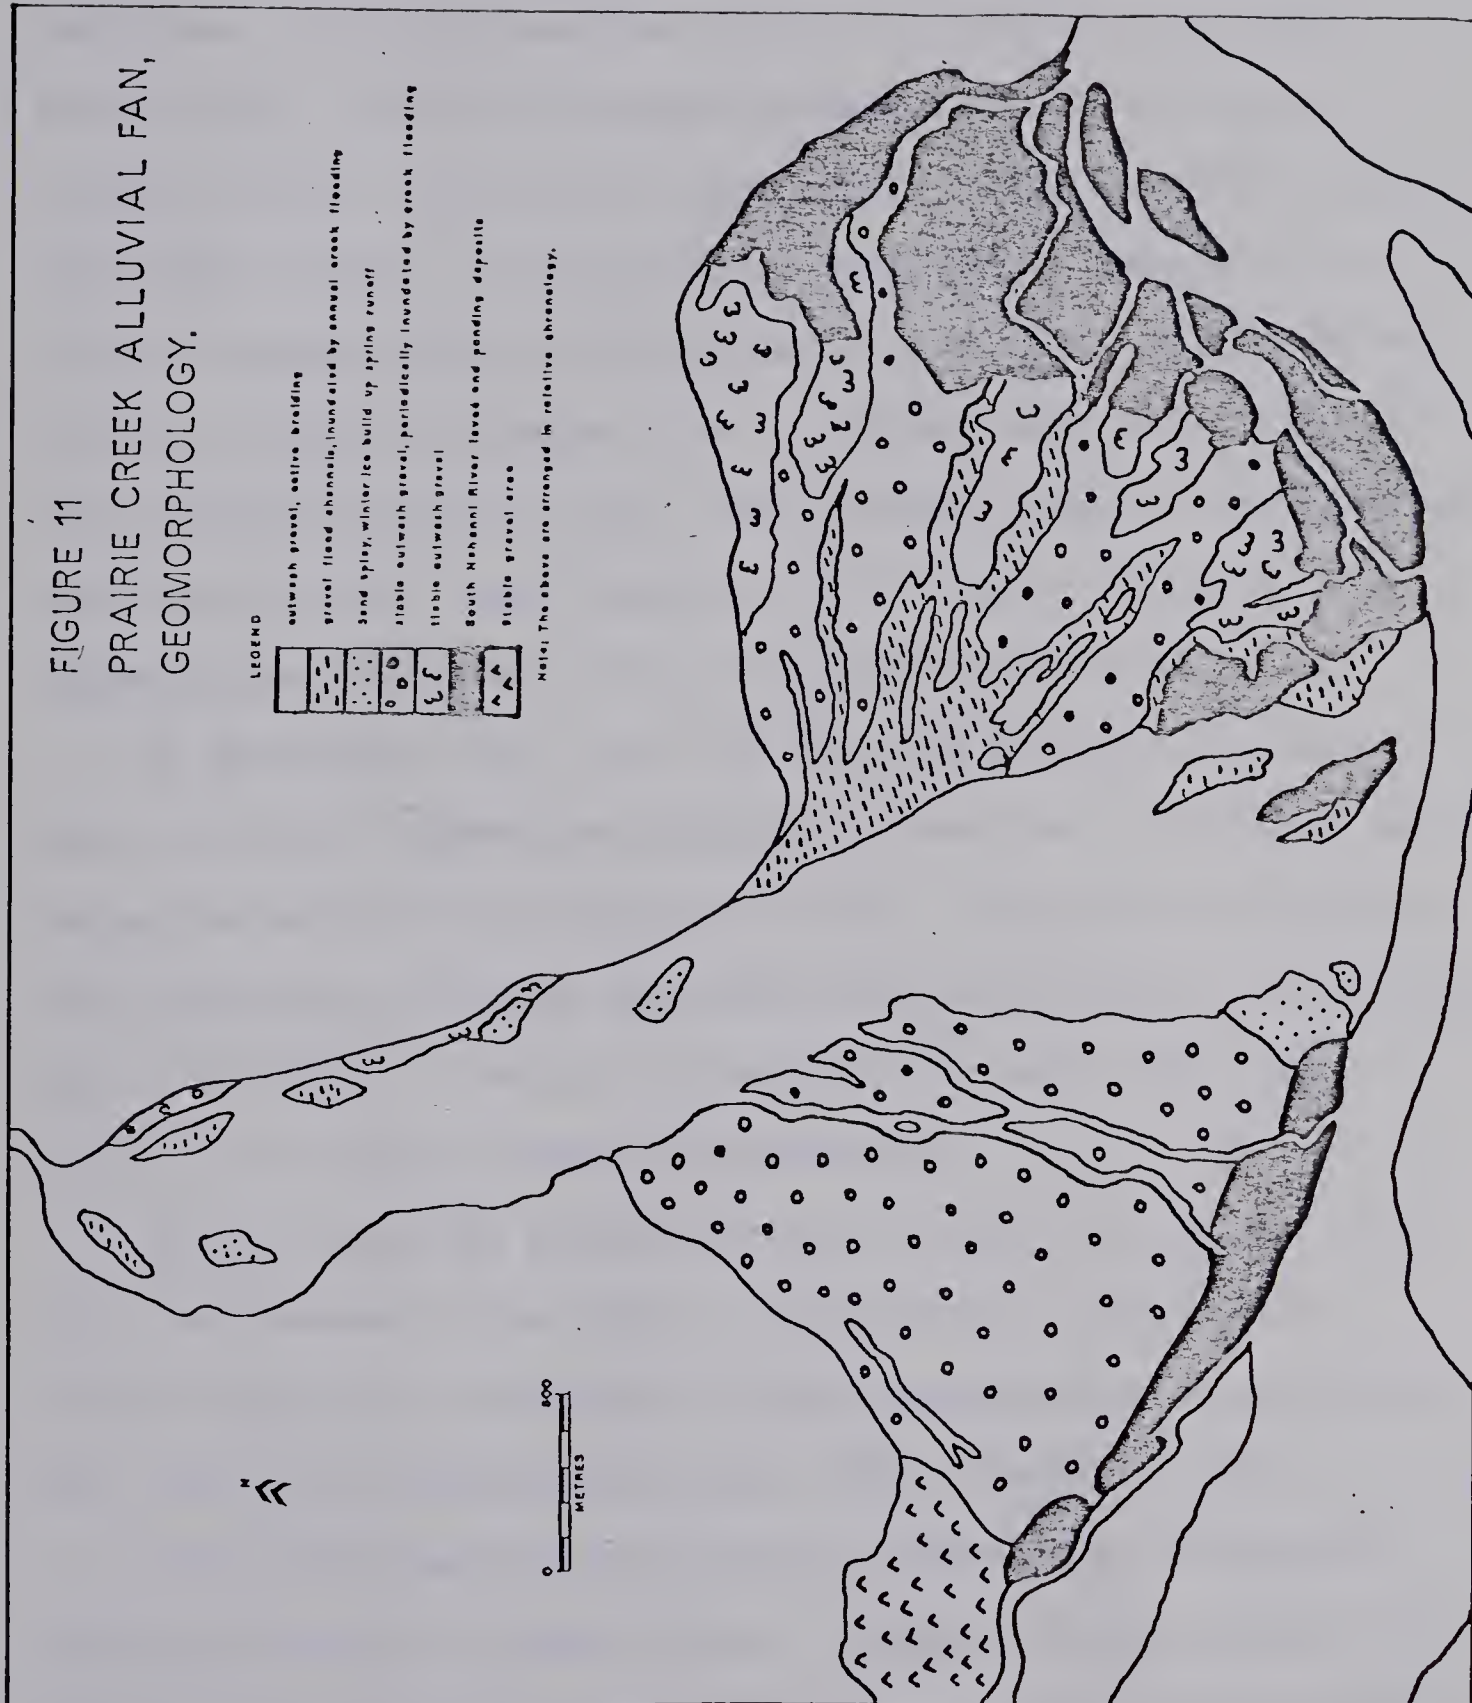 FIGURE 11
PRAIRIE CREEK ALLUVIAL FAN,
GEOMORPHOLOGY.
LEGEND
outwash gravel, active braiding
gravel flood channels, inundated by annual creek flooding
Sand splay, winter ice build up spring runoff
stable outwash gravel, periodically inundated by creek flooding
stable outwash gravel
South Nahanni River levee and ponding deposits
Stable gravel area
Note: The above are arranged in relative chronology.
N
0 800
METRES